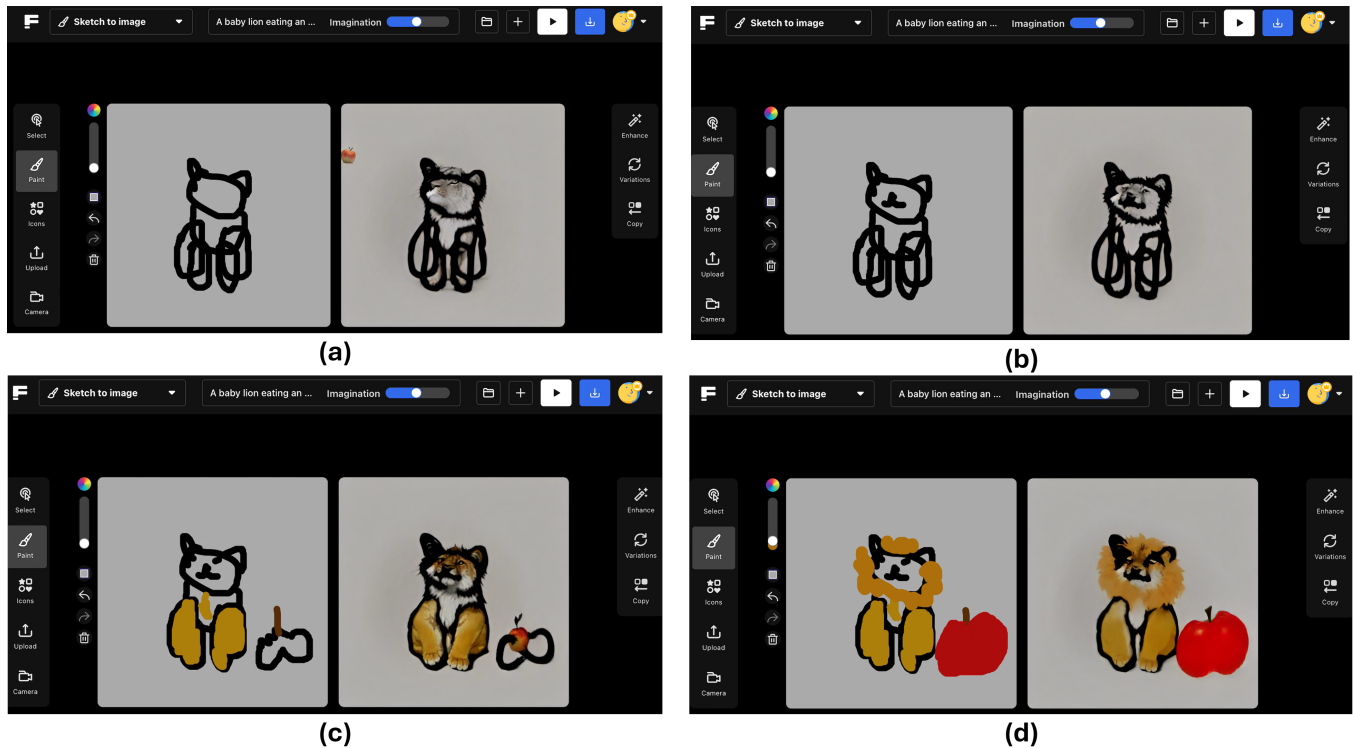 Sketch to image
A baby lion eating an ...
Imagination
Select
Paint
Icons
Upload
Camera
Enhance
Variations
Copy
(a)
Sketch to image
A baby lion eating an ...
Imagination
Select
Paint
Icons
Upload
Camera
Enhance
Variations
Copy
(b)
Sketch to image
A baby lion eating an ...
Imagination
Select
Paint
Icons
Upload
Camera
Enhance
Variations
Copy
(c)
Sketch to image
A baby lion eating an ...
Imagination
Select
Paint
Icons
Upload
Camera
Enhance
Variations
Copy
(d)